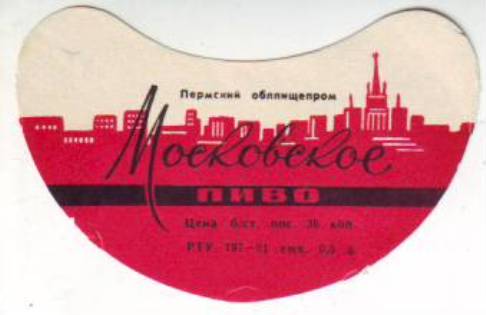 Пермский облпищепром
Московское
ПИВО
Цена б/ст. пос. 36 коп.
РТУ 197—61 емк. 0,5 л.